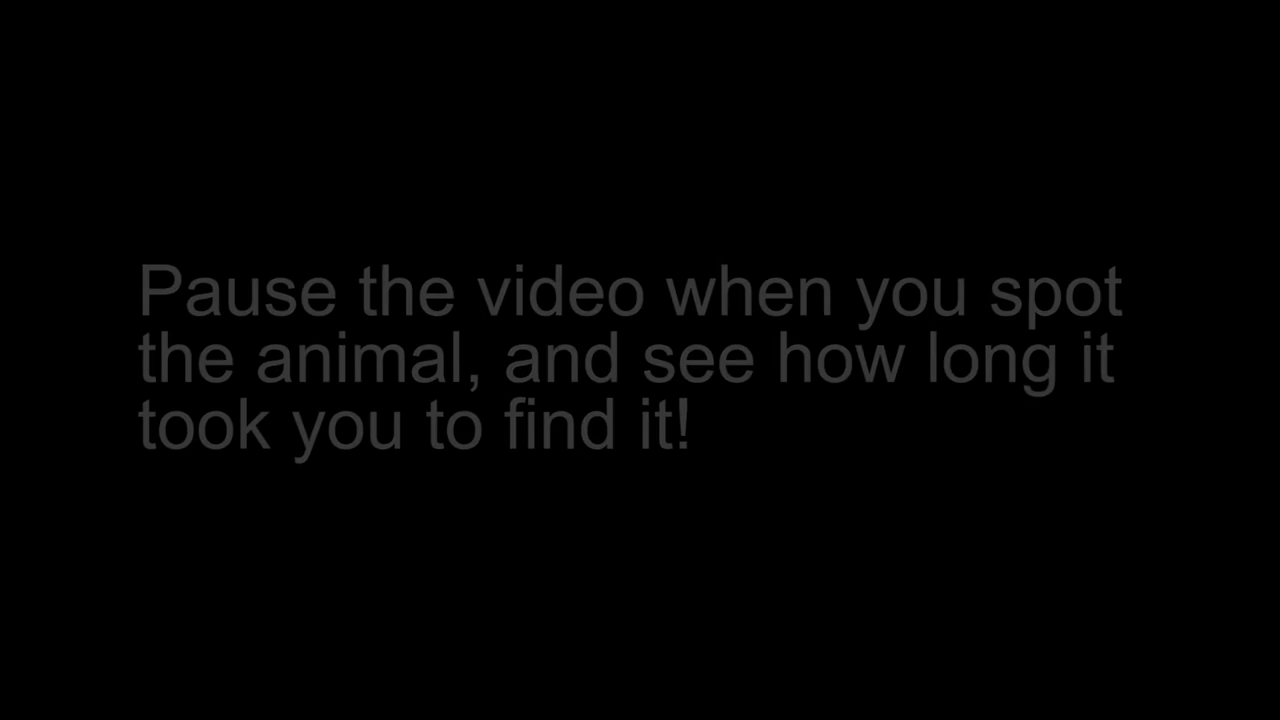 Pause the video when you spot
the animal, and see how long it
took you to find it!